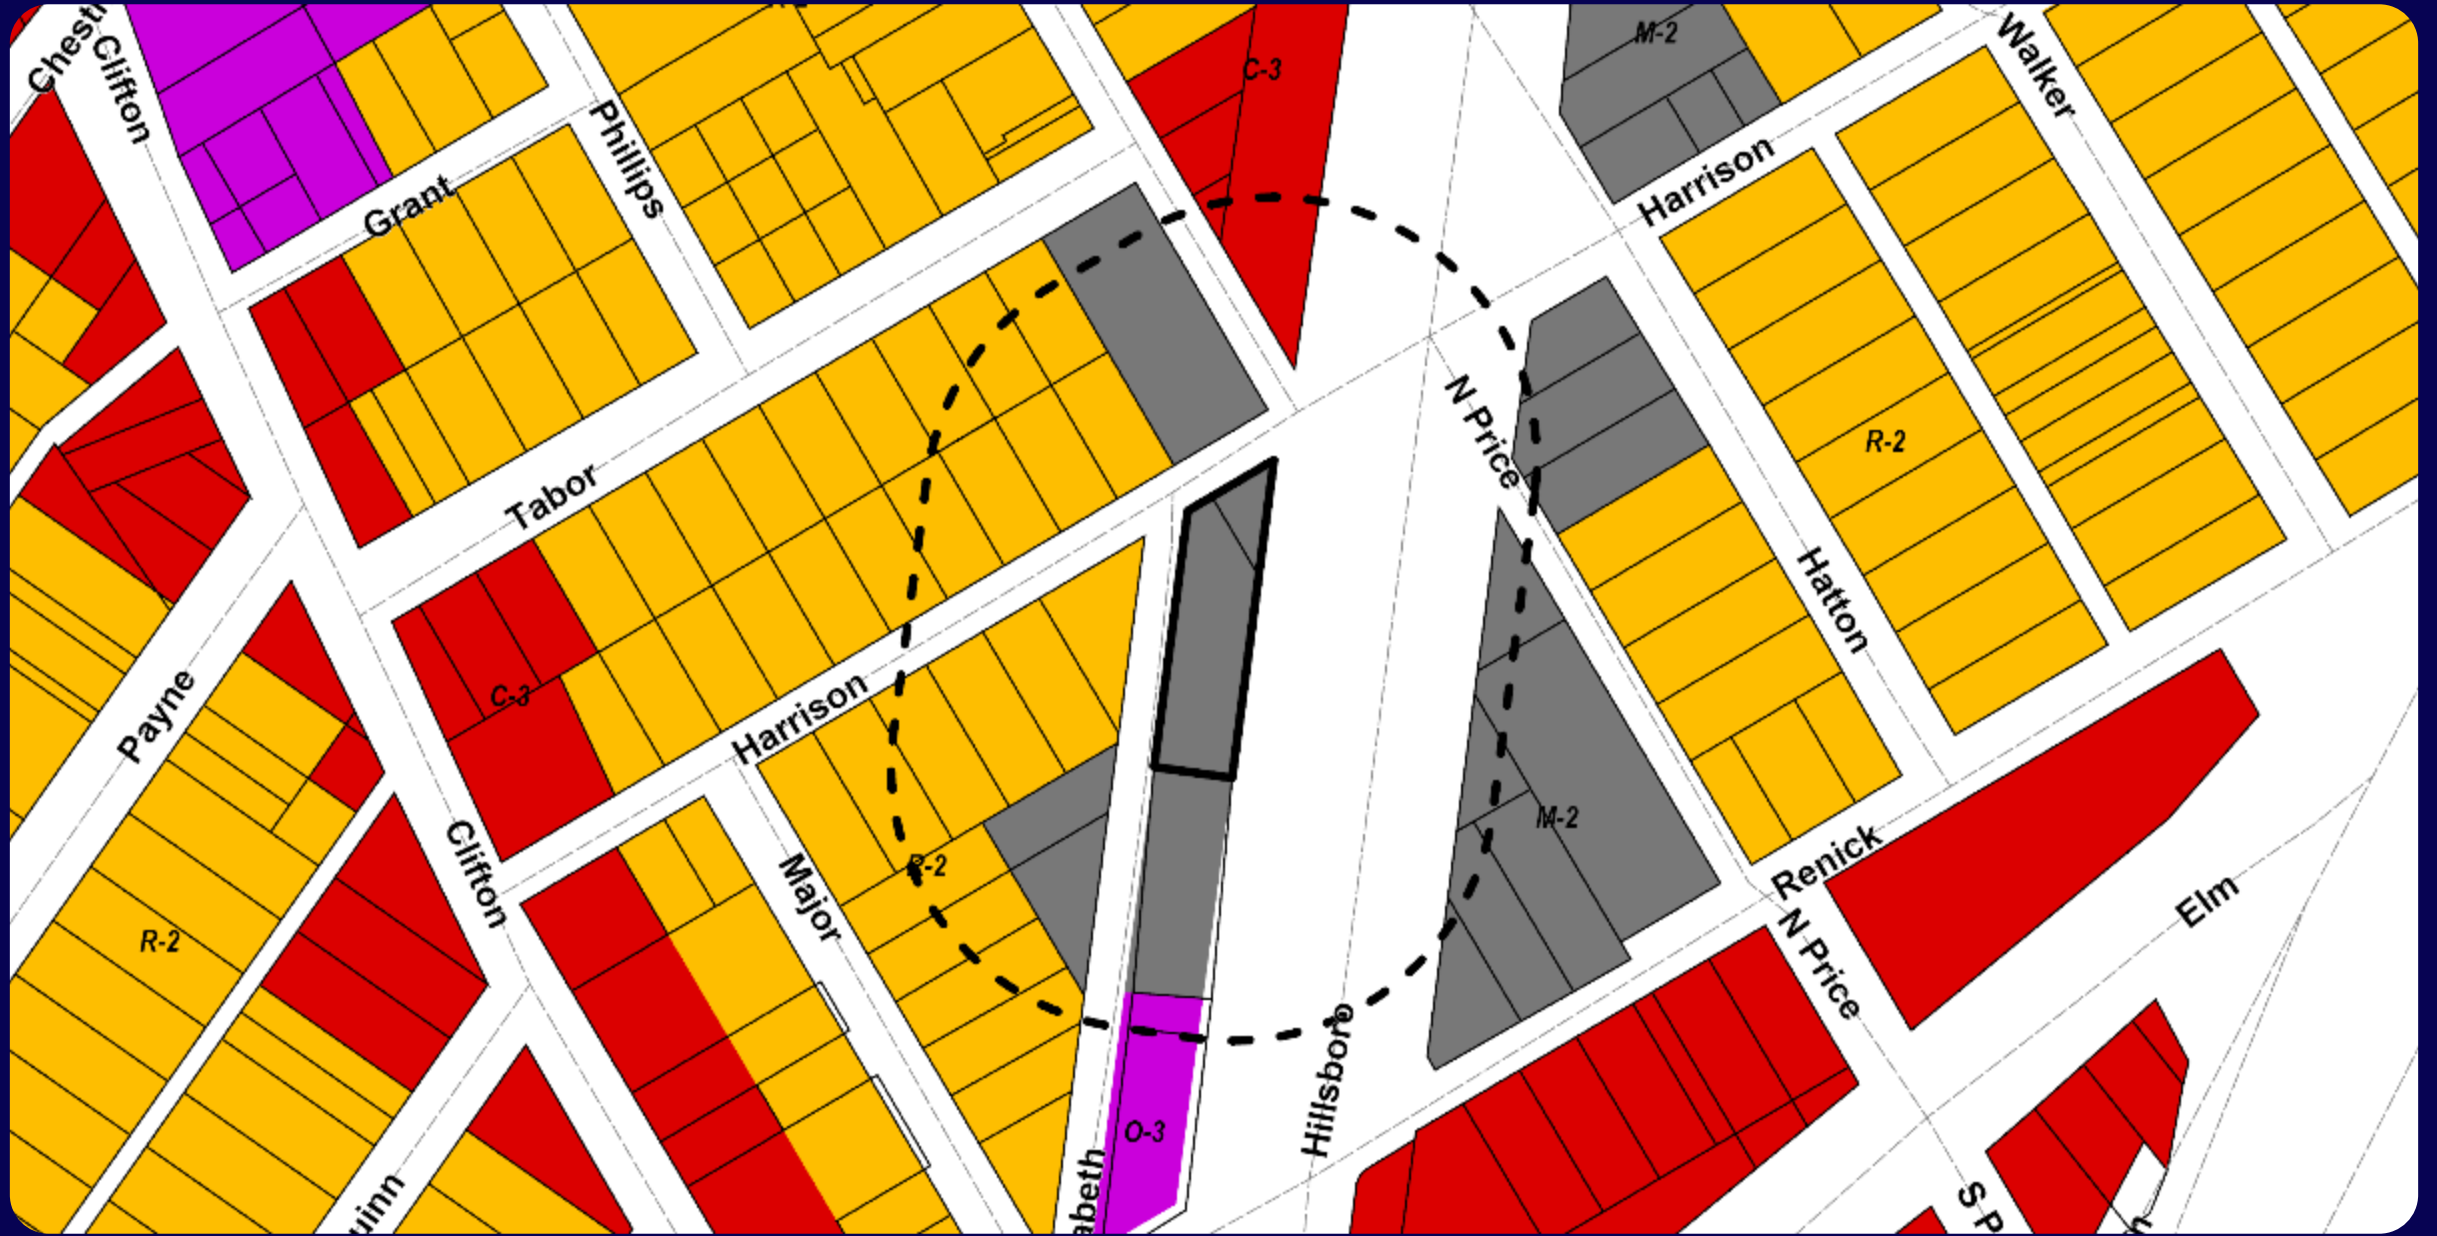 M-2
Walker
Clifton
C-3
Phillips
Harrison
Grant
N Price
R-2
Tabor
Hatton
Payne
C-3
Harrison
M-2
Clifton
Major
R-2
Renick
Elm
R-2
N Price
Hillsboro
O-3